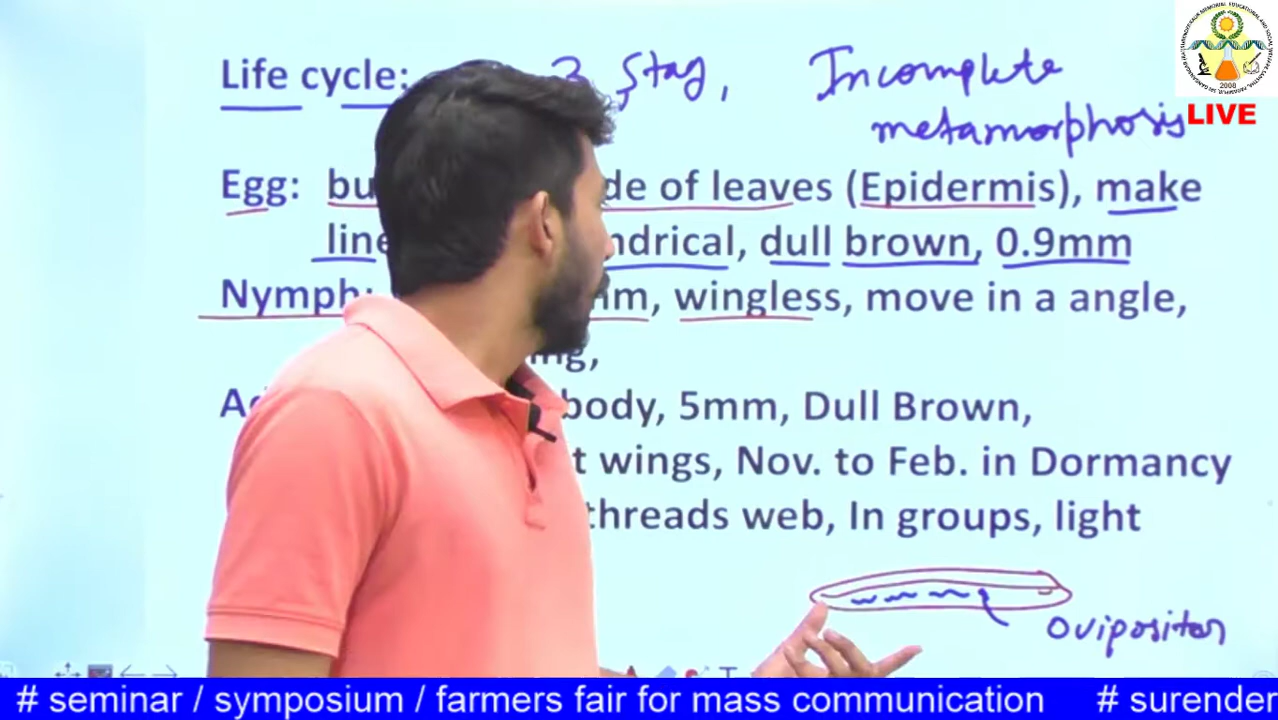 Life cycle: 3 Stag, Incomplete
metamorphosis
LIVE
2008
Egg: bu de of leaves (Epidermis), make
line ndrical, dull brown, 0.9mm
Nymph: mm, wingless, move in a angle,
ng,
A body, 5mm, Dull Brown,
t wings, Nov. to Feb. in Dormancy
threads web, In groups, light
Ovipositor
# seminar / symposium / farmers fair for mass communication # surender